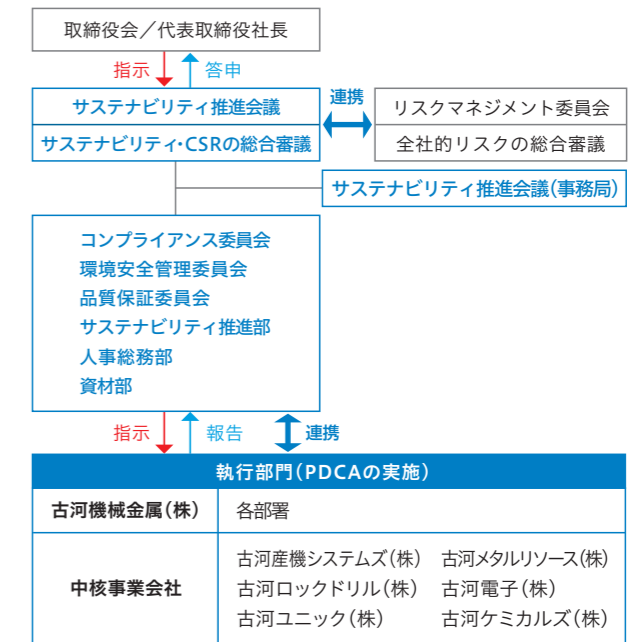 取締役会／代表取締役社長
指示 答申
サステナビリティ推進会議
サステナビリティ・CSRの総合審議
連携
リスクマネジメント委員会
全社的リスクの総合審議
サステナビリティ推進会議(事務局)
コンプライアンス委員会
環境安全管理委員会
品質保証委員会
サステナビリティ推進部
人事総務部
資材部
指示 報告 連携
執行部門(PDCAの実施)
古河機械金属(株) 各部署
中核事業会社
古河産機システムズ(株) 古河メタルリソース(株)
古河ロックドリル(株) 古河電子(株)
古河ユニック(株) 古河ケミカルズ(株)